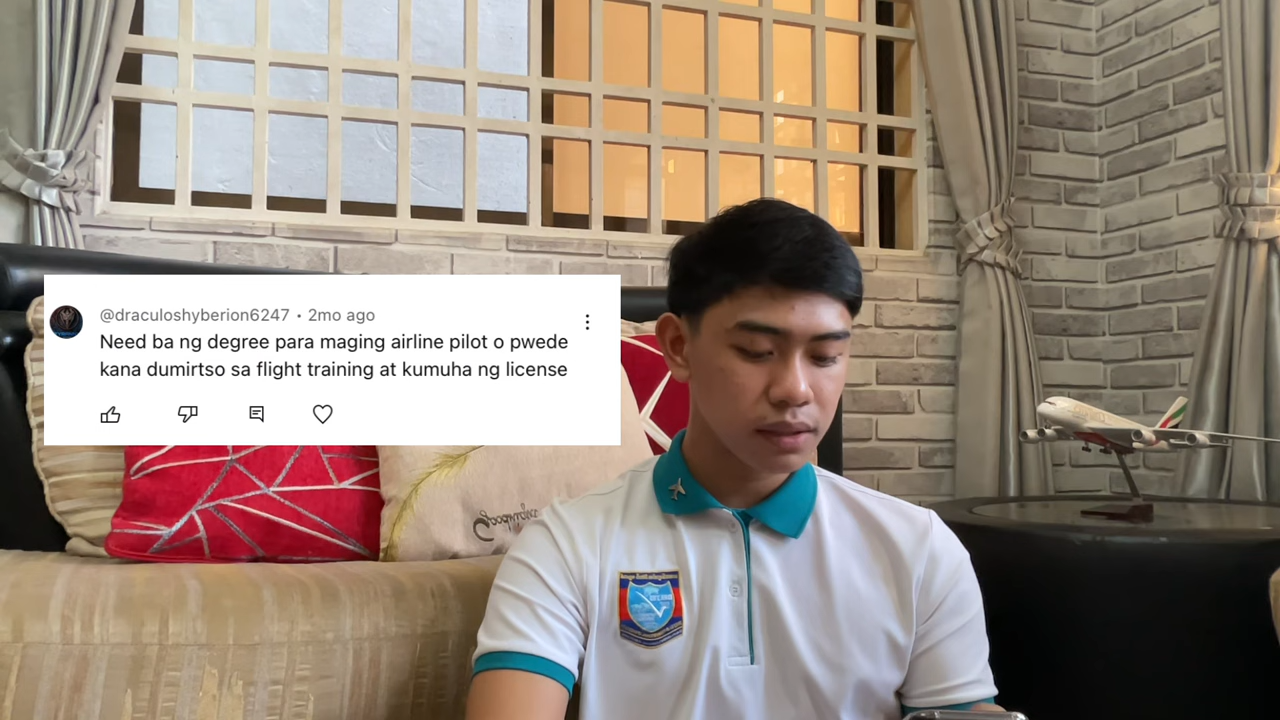 @draculoshyberion6247 • 2mo ago
Need ba ng degree para maging airline pilot o pwede
kana dumirtso sa flight training at kumuha ng license